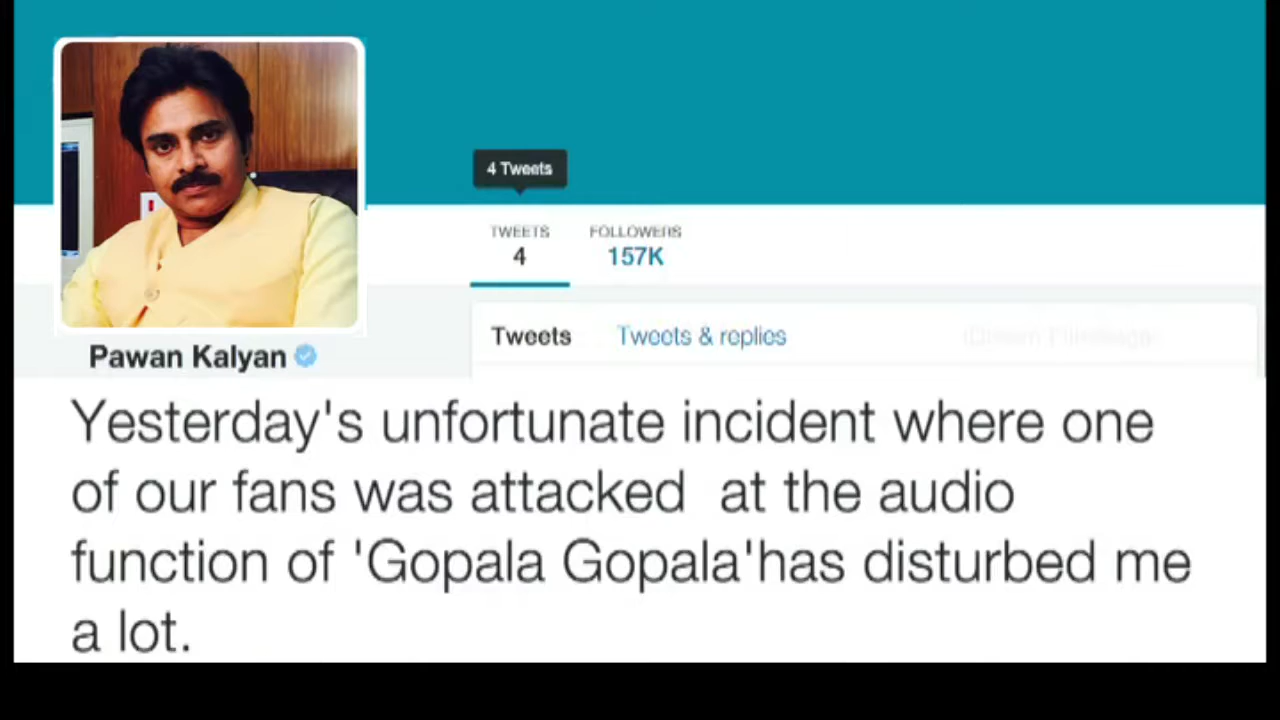 4 Tweets
TWEETS
FOLLOWERS
4
157K
Tweets
Tweets & replies
Pawan Kalyan
Yesterday's unfortunate incident where one
of our fans was attacked at the audio
function of 'Gopala Gopala'has disturbed me
a lot.